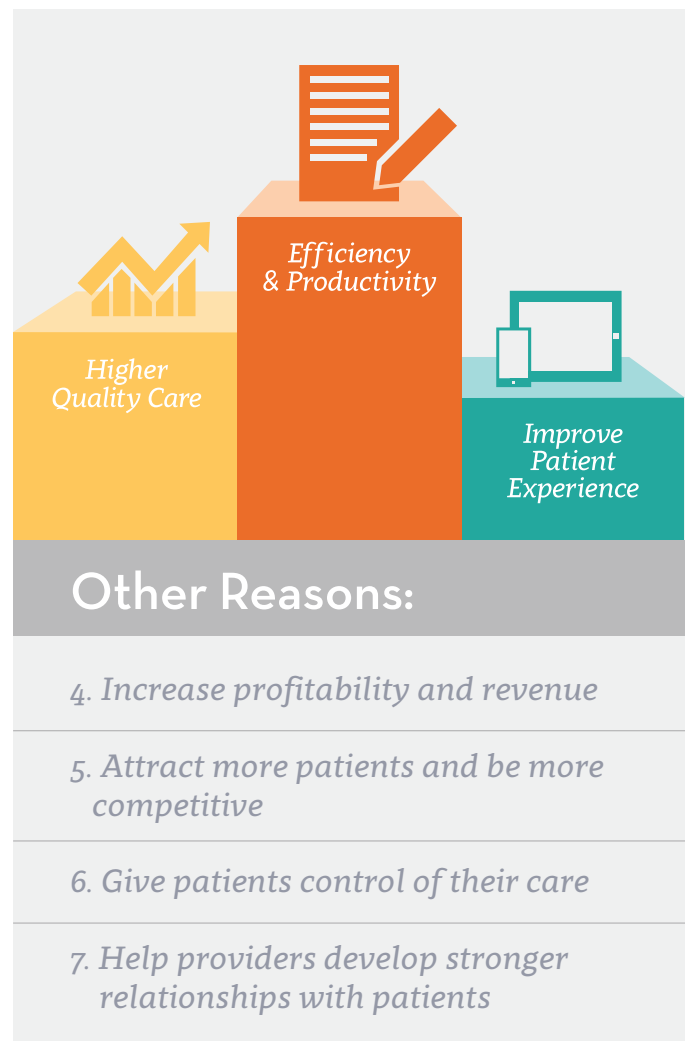 Efficiency
& Productivity
Higher
Quality Care
Improve
Patient
Experience
Other Reasons:
4. Increase profitability and revenue
5. Attract more patients and be more
competitive
6. Give patients control of their care
7. Help providers develop stronger
relationships with patients